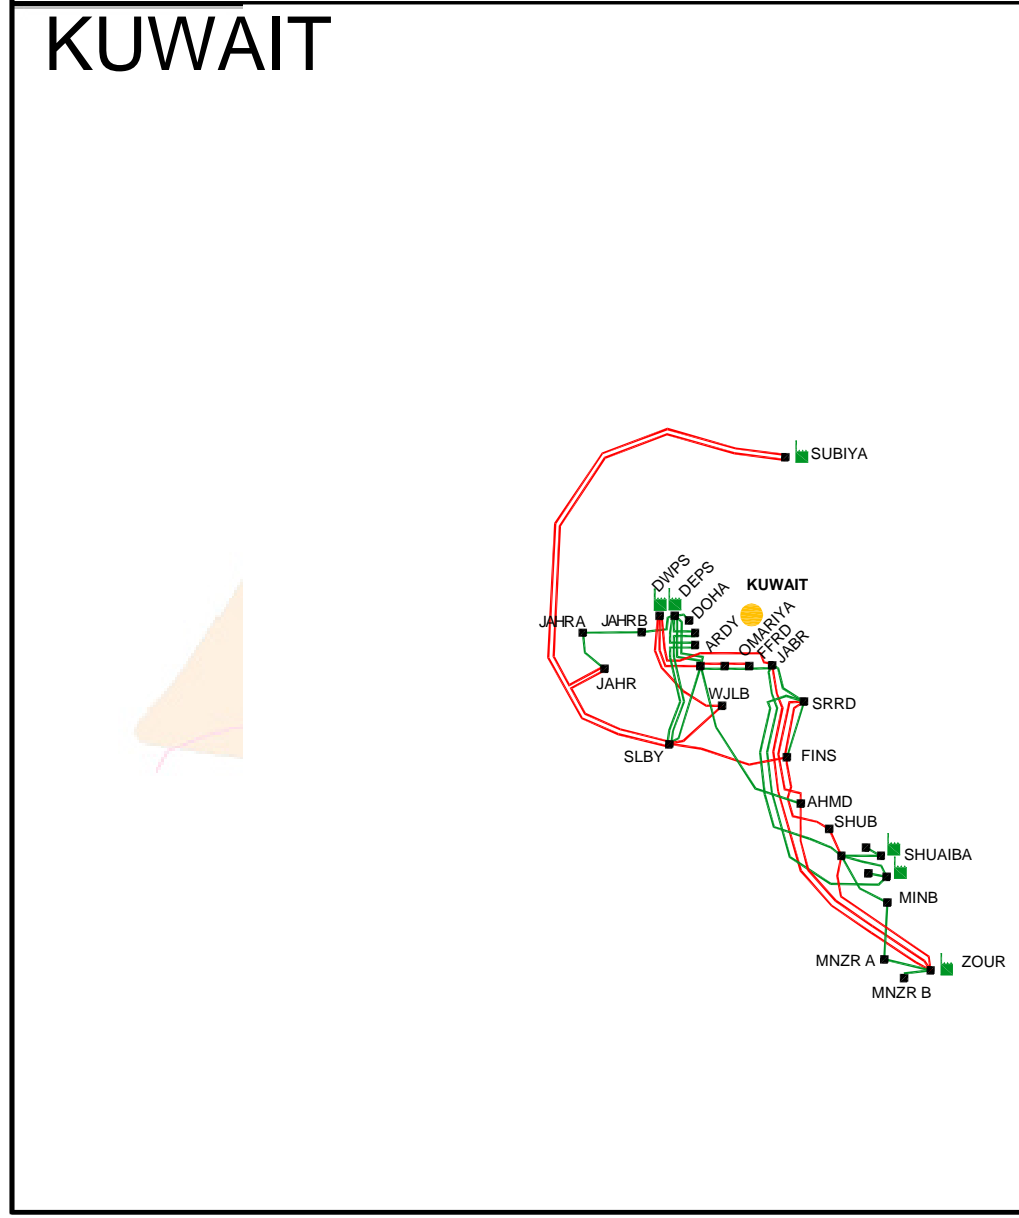 KUWAIT
SUBIYA
DWPS
DEPS
DOHA
KUWAIT
JAHRA
JAHRB
ARDY
OMARIYA
FFRD
JABR
JAHR
WJLB
SRRD
SLBY
FINS
AHMD
SHUB
SHUAIBA
MINB
MNZR A
ZOUR
MNZR B